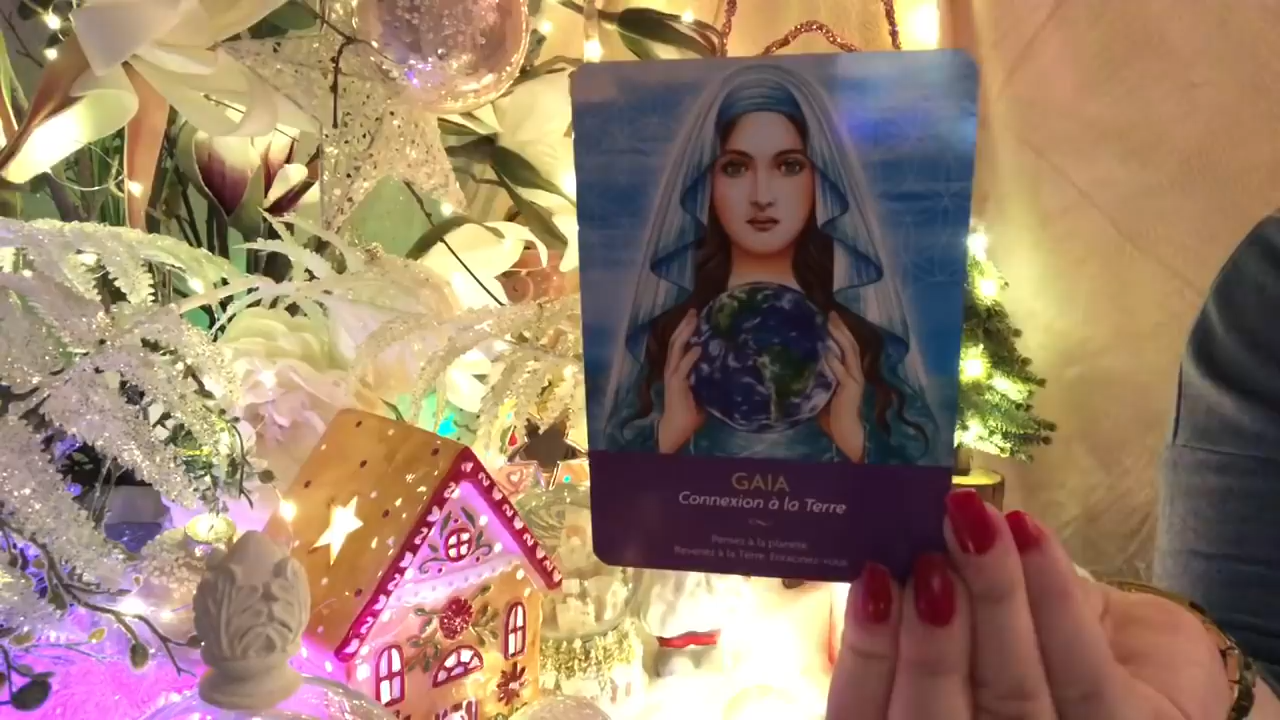 GAIA
Connexion à la Terre
Pensez à la planète.
Revenez à la Terre. Enracinez-vous.